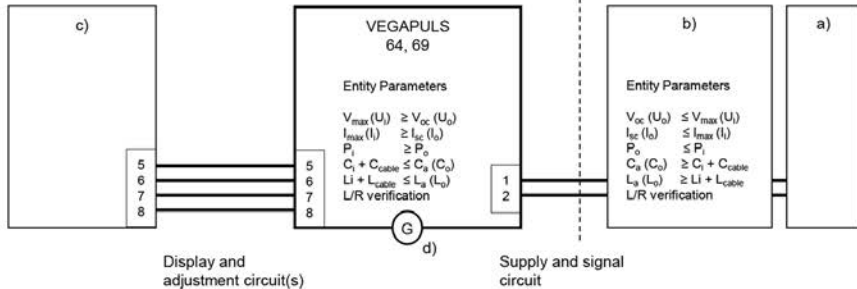 c)
VEGAPULS
64, 69
Entity Parameters
Vmax (Ui) ≥ Voc (Uo)
Imax (Ii) ≥ Isc (Io)
Pi ≥ Po
Ci + Ccable ≤ Ca (Co)
Li + Lcable ≤ La (Lo)
L/R verification
5
6
7
8
5
6
7
8
1
2
G
d)
b)
Entity Parameters
Voc (Uo) ≤ Vmax (Ui)
Isc (Io) ≤ Imax (Ii)
Po ≤ Pi
Ca (Co) ≥ Ci + Ccable
La (Lo) ≥ Li + Lcable
L/R verification
a)
Display and
adjustment circuit(s)
Supply and signal
circuit